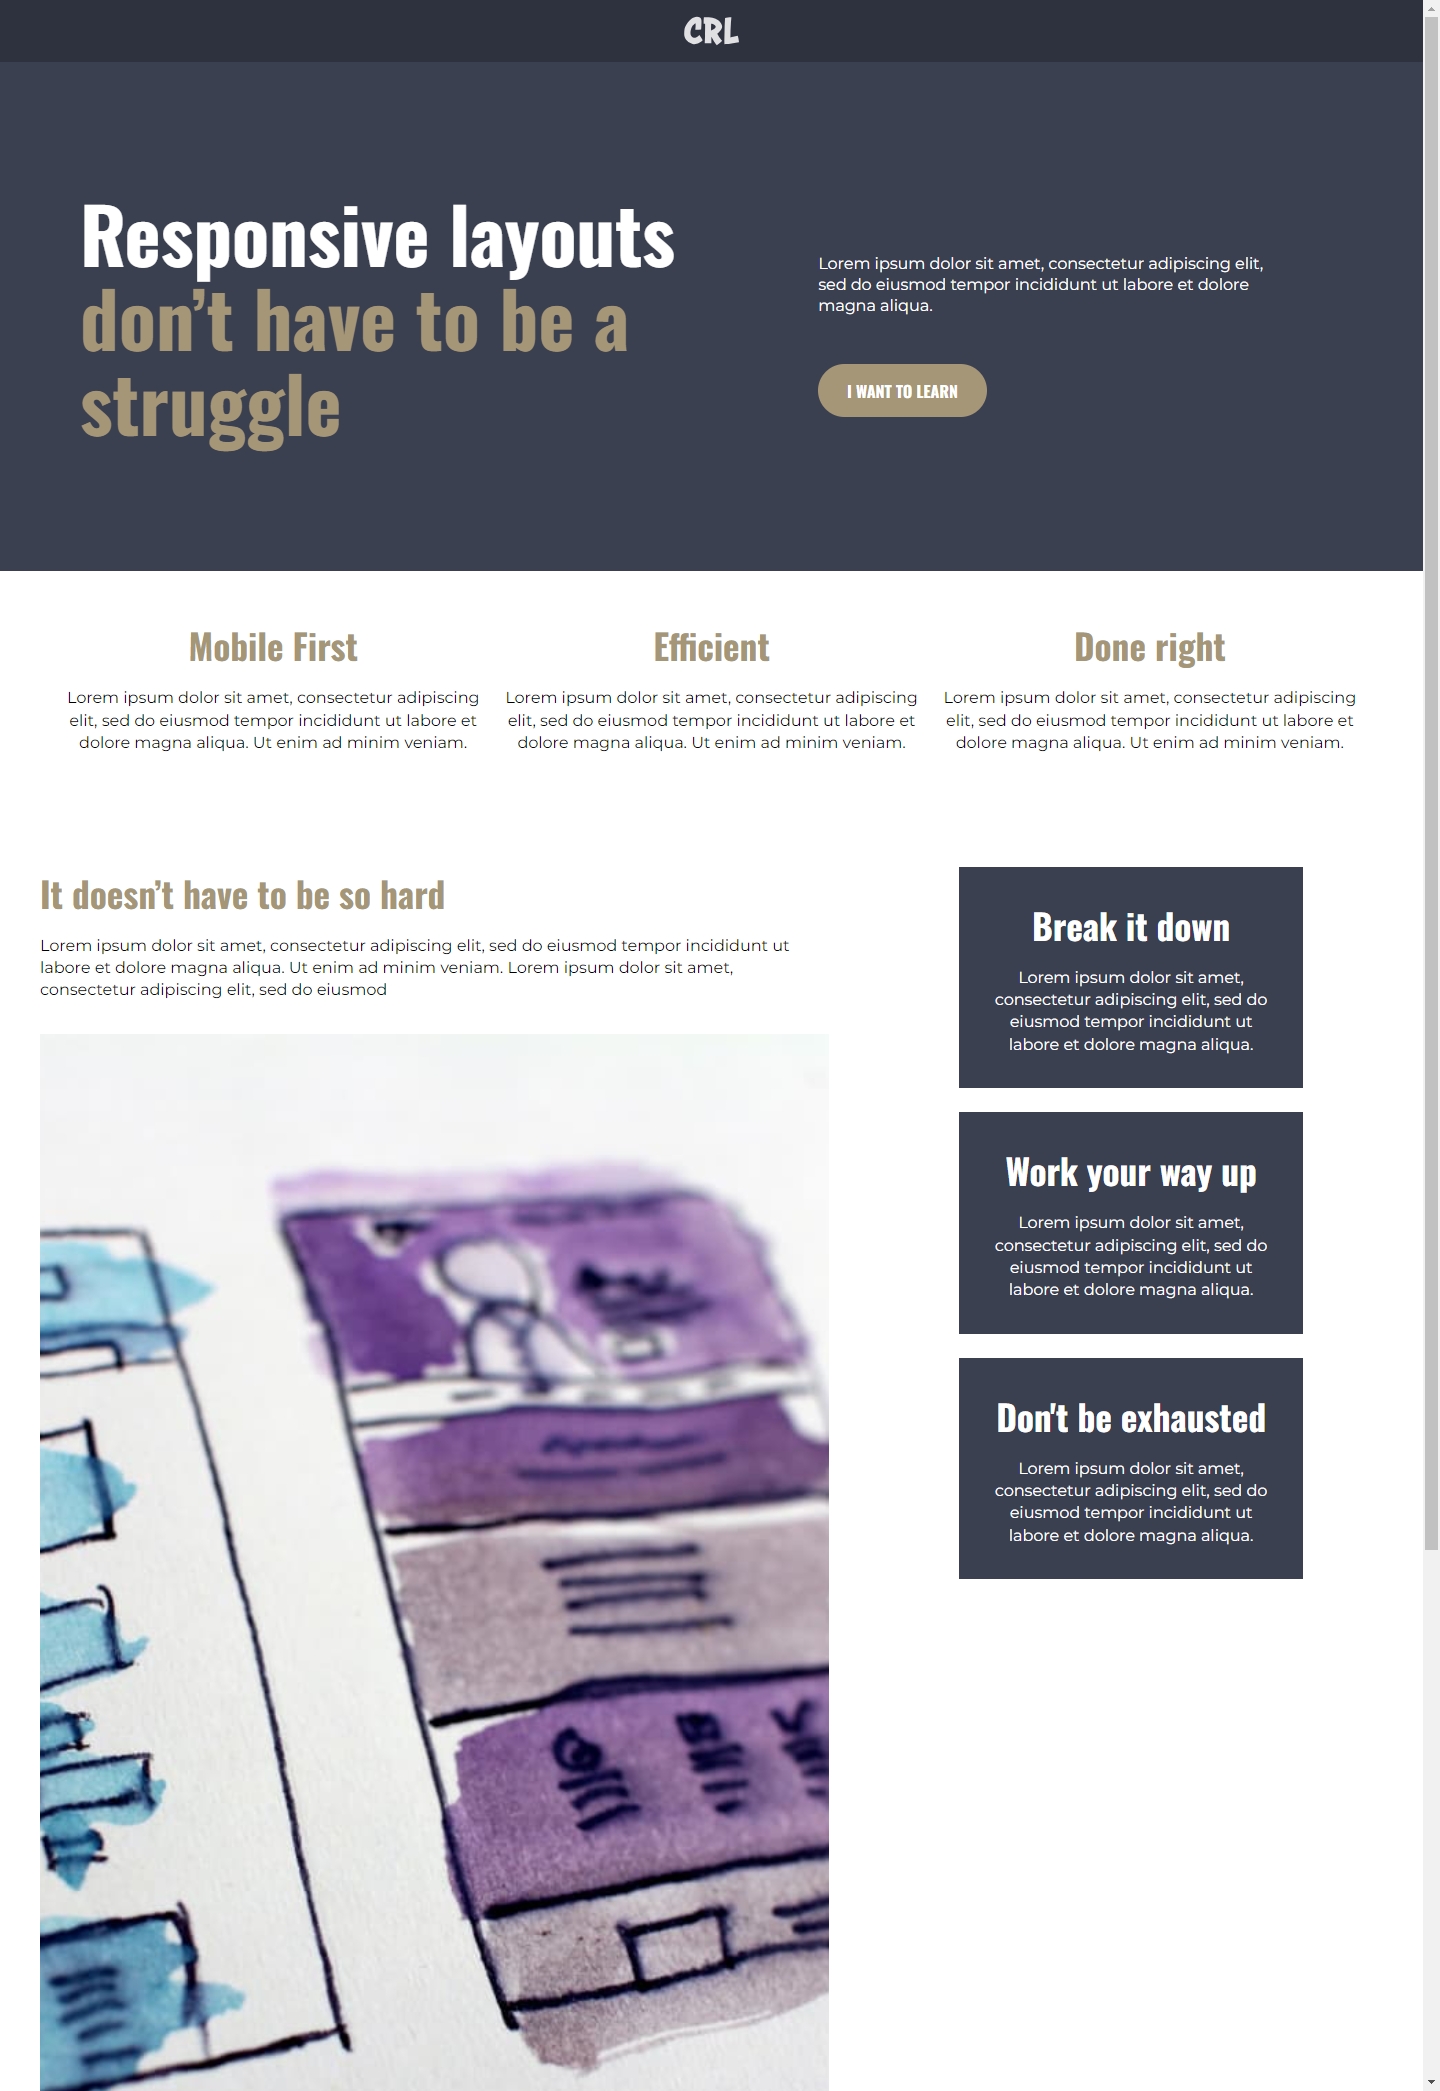 CRL
Responsive layouts
don’t have to be a
struggle
Lorem ipsum dolor sit amet, consectetur adipiscing elit,
sed do eiusmod tempor incididunt ut labore et dolore
magna aliqua.
I WANT TO LEARN
Mobile First
Lorem ipsum dolor sit amet, consectetur adipiscing
elit, sed do eiusmod tempor incididunt ut labore et
dolore magna aliqua. Ut enim ad minim veniam.
Efficient
Lorem ipsum dolor sit amet, consectetur adipiscing
elit, sed do eiusmod tempor incididunt ut labore et
dolore magna aliqua. Ut enim ad minim veniam.
Done right
Lorem ipsum dolor sit amet, consectetur adipiscing
elit, sed do eiusmod tempor incididunt ut labore et
dolore magna aliqua. Ut enim ad minim veniam.
It doesn’t have to be so hard
Lorem ipsum dolor sit amet, consectetur adipiscing elit, sed do eiusmod tempor incididunt ut
labore et dolore magna aliqua. Ut enim ad minim veniam. Lorem ipsum dolor sit amet,
consectetur adipiscing elit, sed do eiusmod
Break it down
Lorem ipsum dolor sit amet,
consectetur adipiscing elit, sed do
eiusmod tempor incididunt ut
labore et dolore magna aliqua.
Work your way up
Lorem ipsum dolor sit amet,
consectetur adipiscing elit, sed do
eiusmod tempor incididunt ut
labore et dolore magna aliqua.
Don't be exhausted
Lorem ipsum dolor sit amet,
consectetur adipiscing elit, sed do
eiusmod tempor incididunt ut
labore et dolore magna aliqua.